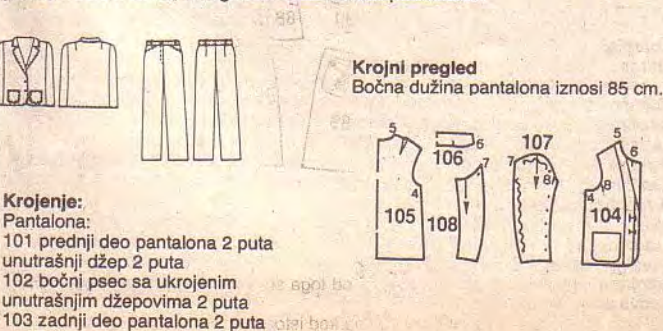 Krojni pregled
Bočna dužina pantalona iznosi 85 cm.
5
6
106
107
7
7
8
5
6
4
105
108
4
8
104
Krojenje:
Pantalona:
101 prednji deo pantalona 2 puta
unutrašnji džep 2 puta
102 bočni psec sa ukrojenim
unutrašnjim džepovima 2 puta
103 zadnji deo pantalona 2 puta